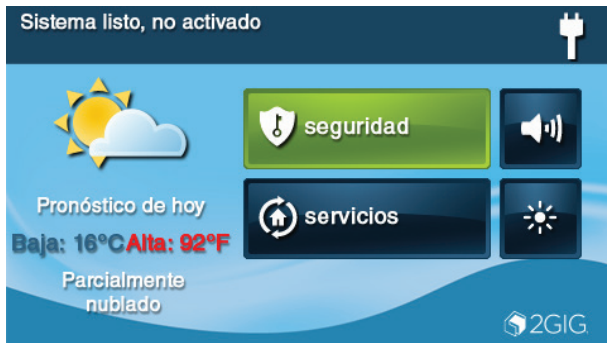 Sistema listo, no activado
seguridad
servicios
Pronóstico de hoy
Baja: 16°C Alta: 92°F
Parcialmente
nublado
2GIG.